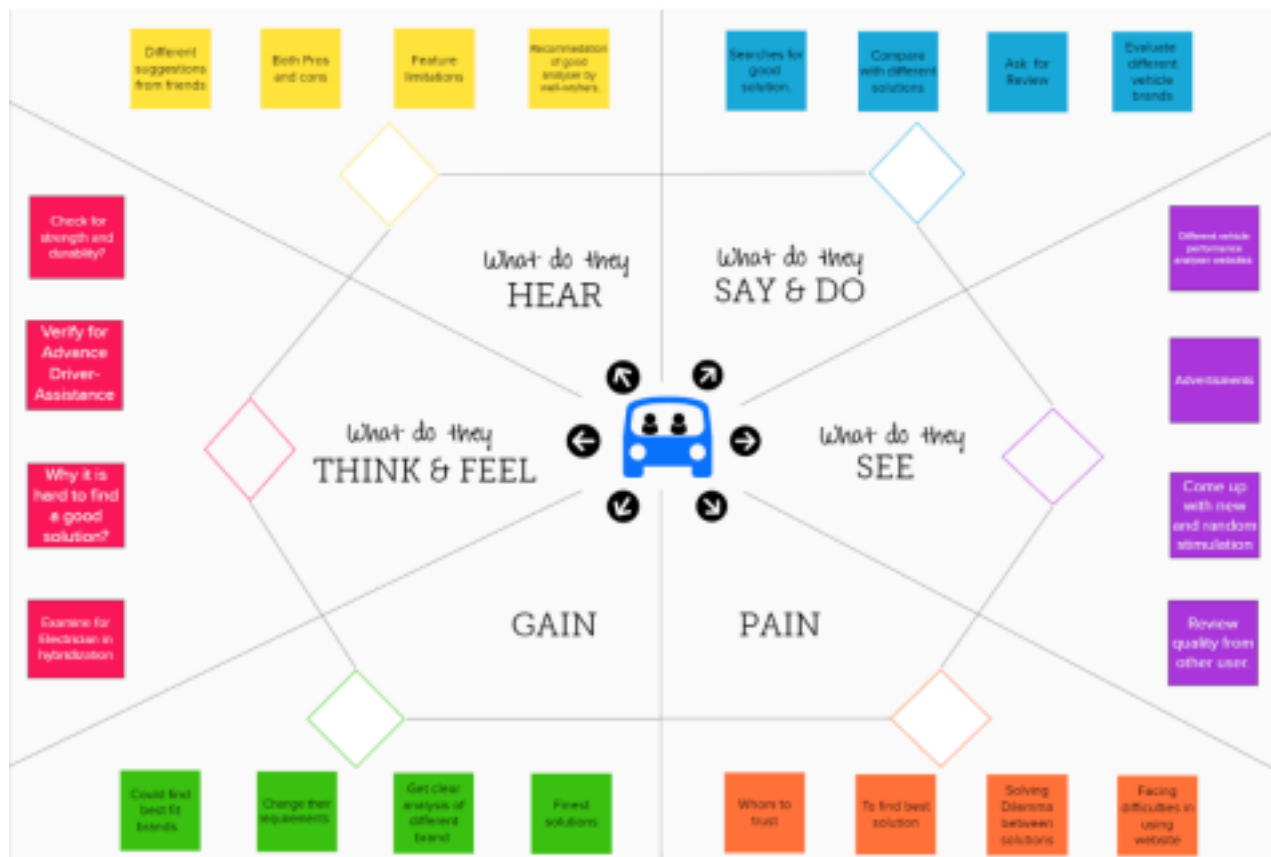 Different
suggestions
from friends
Both Pros
and cons
Feature
limitations
Recommedation
of good
analyser by
well-wishers.
Searches for
good
solution.
Compare
with different
solutions
Ask for
Review
Evaluate
different
vehicle
brands
Check for
strength and
durability?
Verify for
Advance
Driver-
Assistance
Why it is
hard to find
a good
solution?
Examine for
Electrician in
hybridization
What do they
HEAR
What do they
SAY & DO
What do they
THINK & FEEL
What do they
SEE
GAIN
PAIN
Different vehicle
performance
analyser websites
Advertisments
Come up
with new
and random
stimulation
Review
quality from
other user.
Could find
best fit
brands
Change their
requirements
Get clear
analysis of
different
brand
Finest
solutions
Whom to
trust
To find best
solution
Solving
Dilemma
between
solutions
Facing
difficulties in
using
website